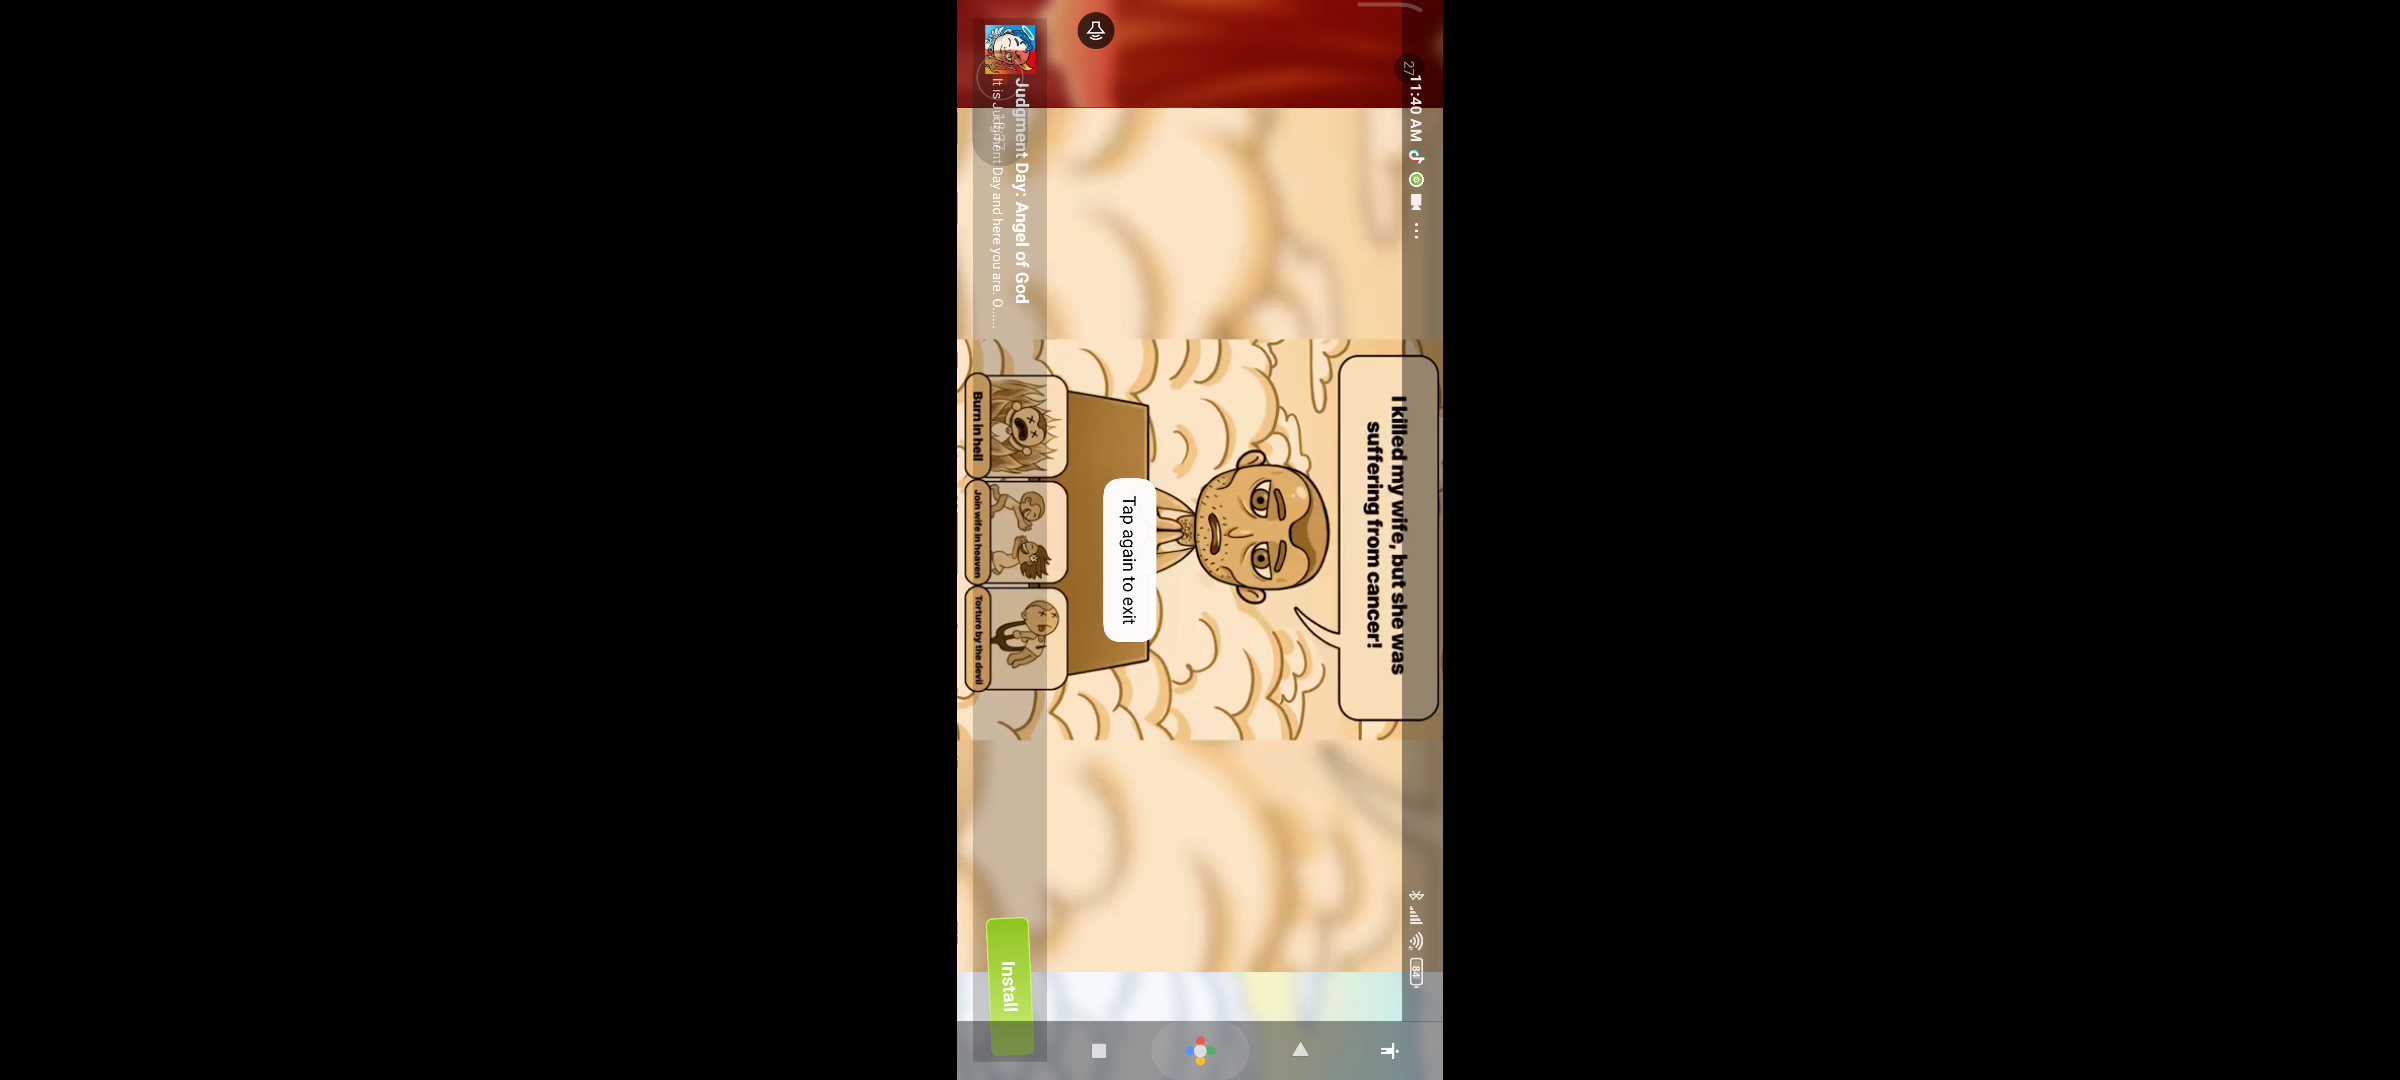 11:40 AM
27
84
I killed my wife, but she was
suffering from cancer!
Tap again to exit
Burn in hell
Join wife in heaven
Torture by the devil
Judgment Day: Angel of God
It is Judgment Day and here you are. O......
Install